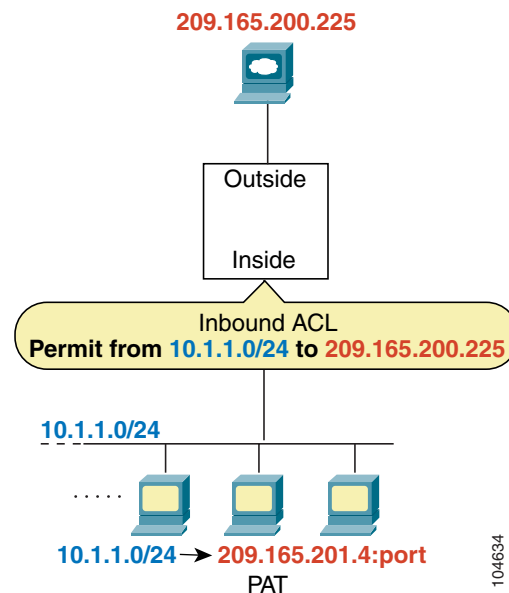 209.165.200.225
Outside
Inside
Inbound ACL
Permit from 10.1.1.0/24 to 209.165.200.225
10.1.1.0/24
10.1.1.0/24 209.165.201.4:port
PAT
104634